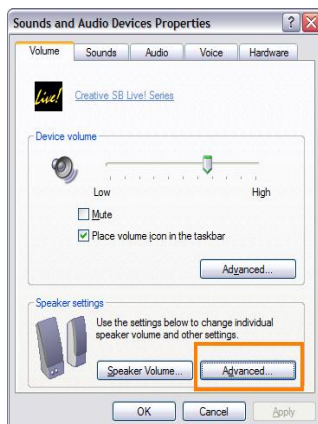 Sounds and Audio Devices Properties
Volume Sounds Audio Voice Hardware
Live! Creative SB Live! Series
Device volume
Low High
Mute
Place volume icon in the taskbar
Advanced...
Speaker settings
Use the settings below to change individual
speaker volume and other settings.
Speaker Volume... Advanced...
OK Cancel Apply